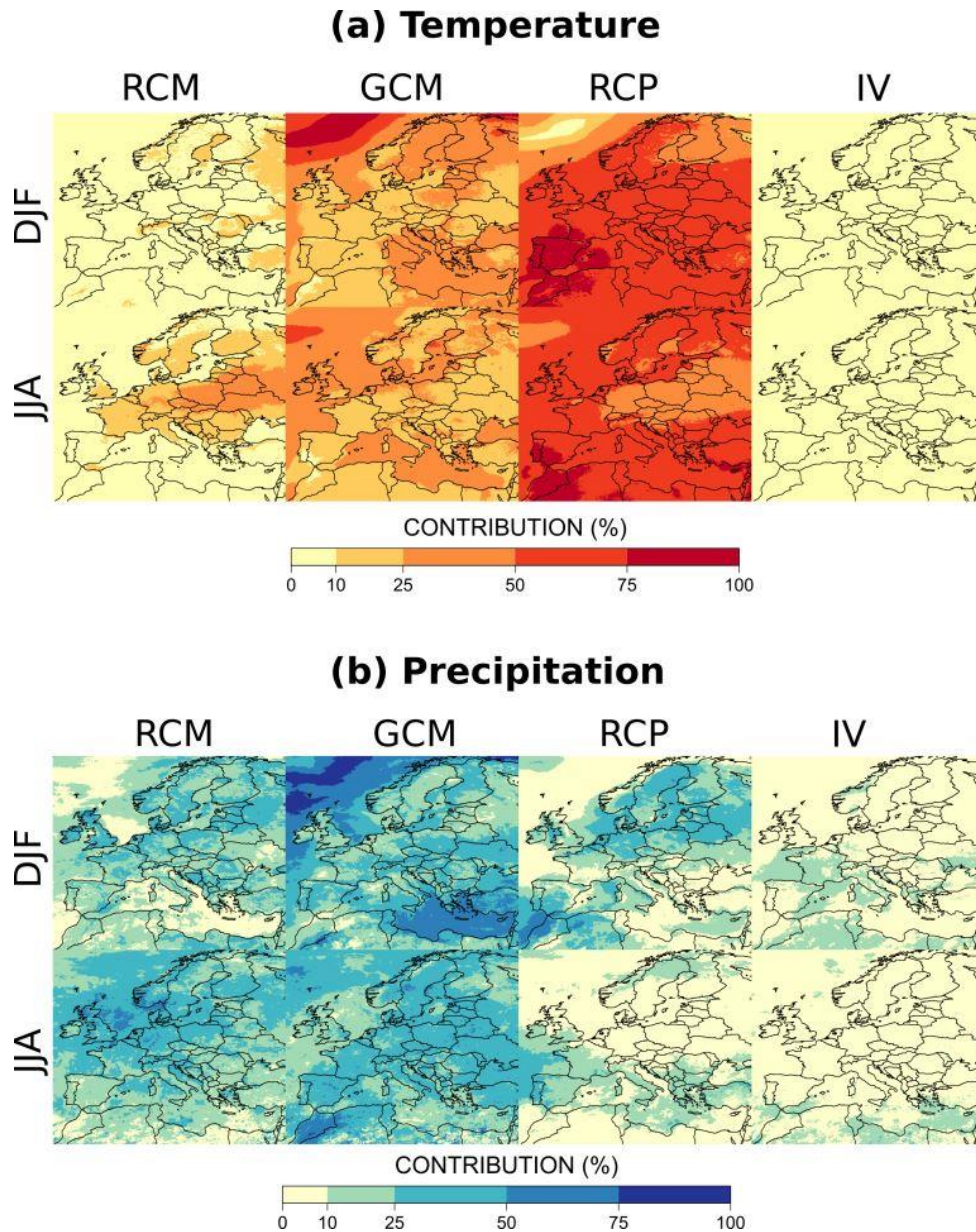 (a) Temperature
RCM GCM RCP IV
DJF
JJA
CONTRIBUTION (%)
0 10 25 50 75 100
(b) Precipitation
RCM GCM RCP IV
DJF
JJA
CONTRIBUTION (%)
0 10 25 50 75 100